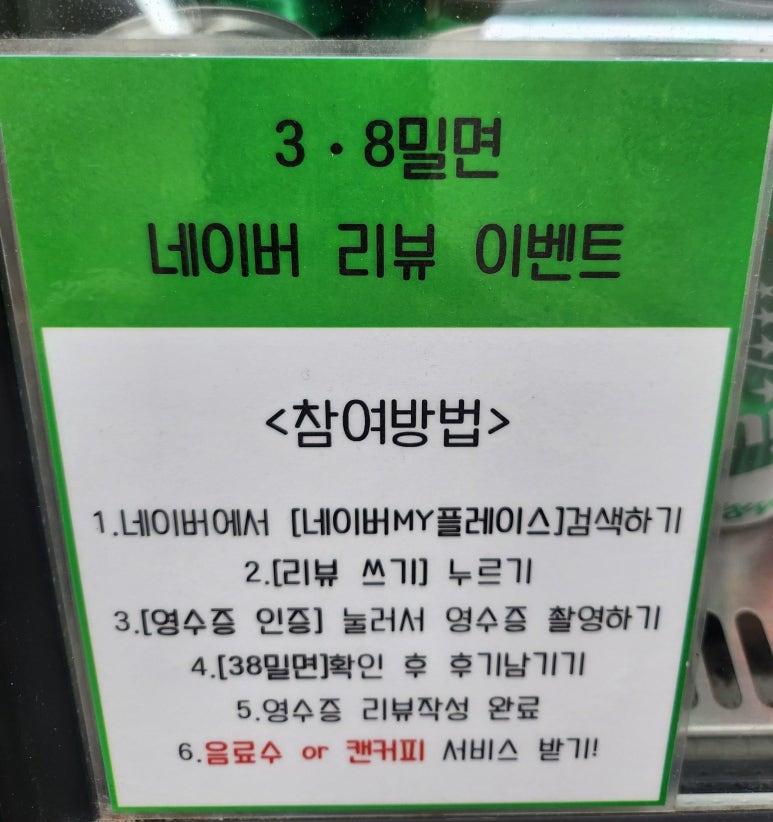 3·8밀면
네이버 리뷰 이벤트
<참여방법>
1.네이버에서 [네이버MY플레이스]검색하기
2.[리뷰 쓰기] 누르기
3.[영수증 인증] 눌러서 영수증 촬영하기
4.[38밀면]확인 후 후기남기기
5.영수증 리뷰작성 완료
6.음료수 or 캔커피 서비스 받기!